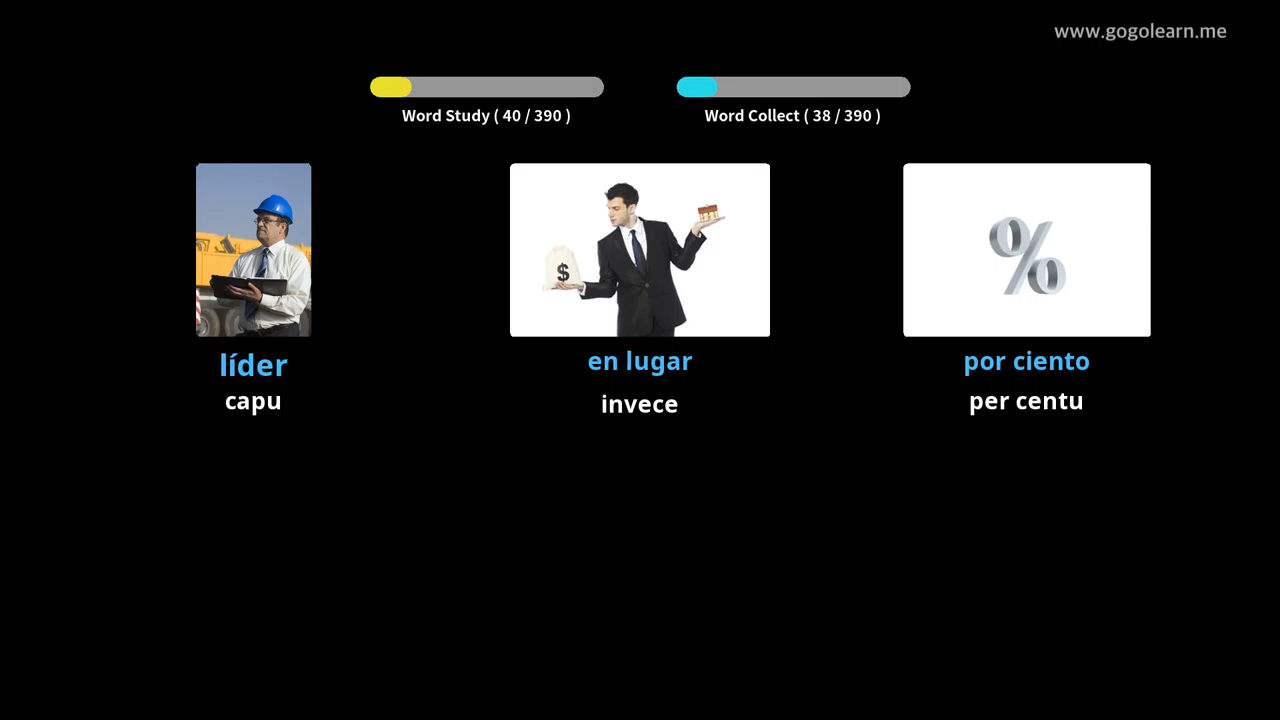 www.gogolearn.me
Word Study ( 40 / 390 )
Word Collect ( 38 / 390 )
$
%
líder
capu
en lugar
invece
por ciento
per centu